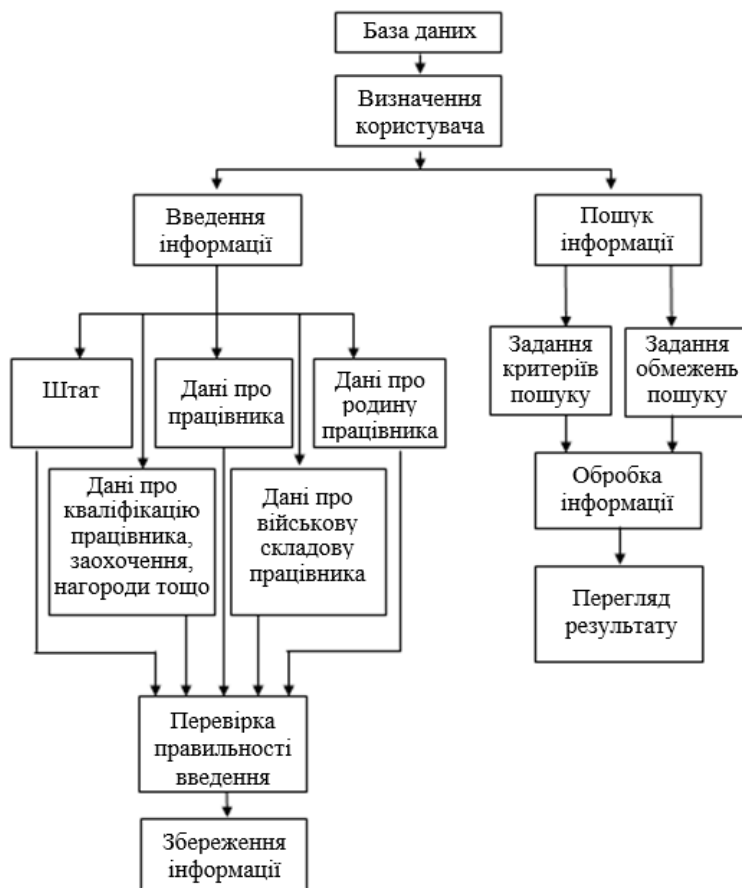 База даних
Визначення
користувача
Введення
інформації
Пошук
інформації
Штат
Дані про
працівника
Дані про
родину
працівника
Задання
критеріїв
пошуку
Задання
обмежень
пошуку
Дані про
кваліфікацію
працівника,
заохочення,
нагороди тощо
Дані про
військову
складову
працівника
Обробка
інформації
Перегляд
результату
Перевірка
правильності
введення
Збереження
інформації